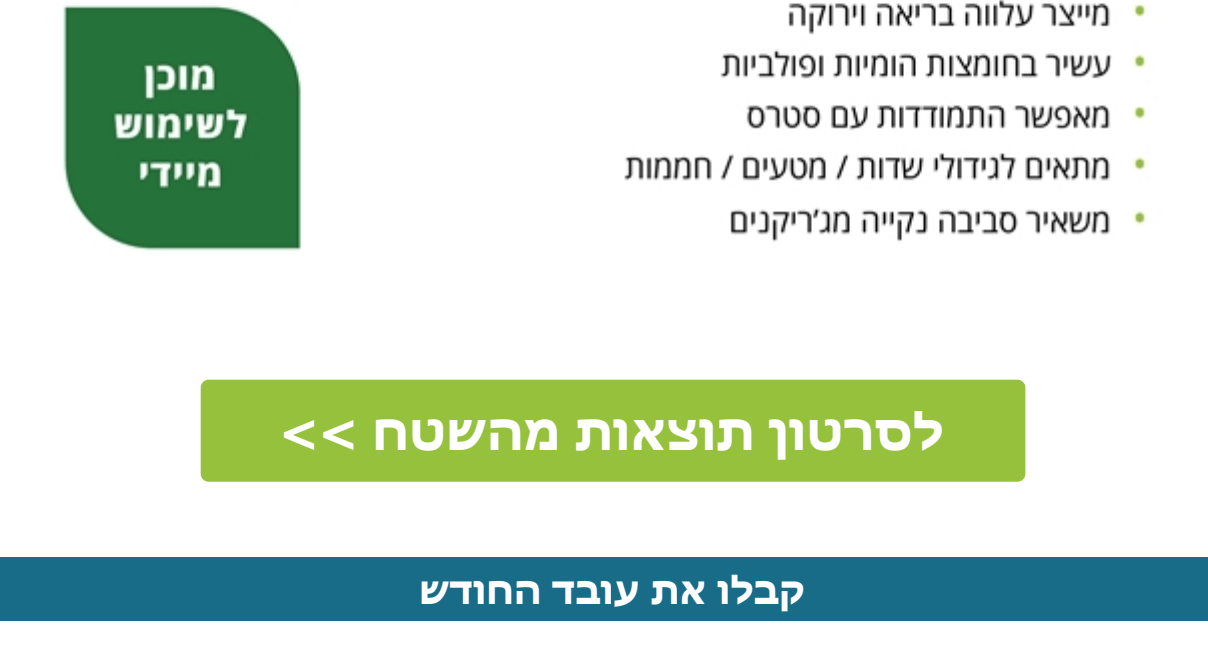 מייצר עלווה בריאה וירוקה
עשיר בחומצות הומיות ופולביות
מאפשר התמודדות עם סטרס
מתאים לגידולי שדות / מטעים / חממות
משאיר סביבה נקייה מג׳ריקנים
מוכן
לשימוש
מיידי
לסרטון תוצאות מהשטח >>
קבלו את עובד החודש